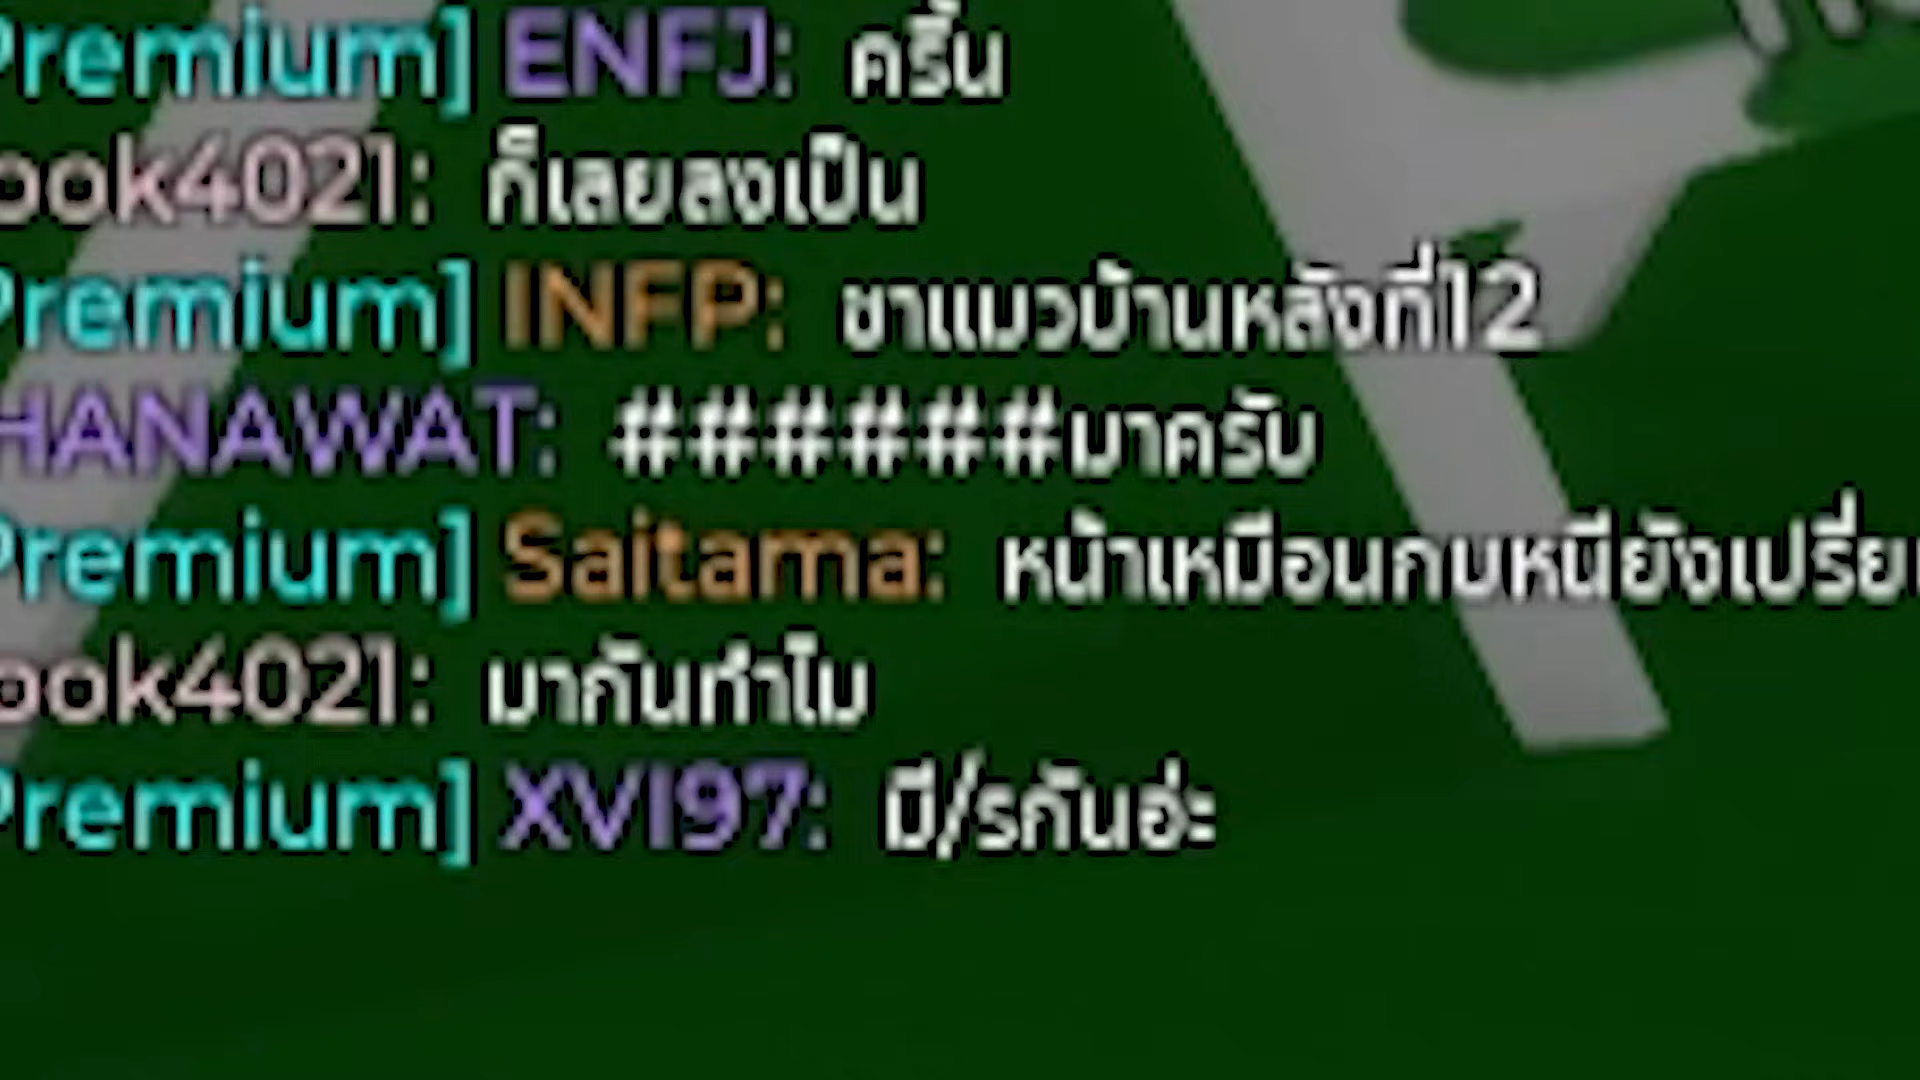 Premium] ENFJ: ครึ้น
ook4021: ก็เลยลงเป็น
Premium] INFP: ชาแมวบ้านหลังที่12
HANAWAT: ######มาครับ
Premium] Saitama: หน้าเหมือนกบหนียังเปรี่ย
ook4021: มากันทำไม
Premium] XVI97: มี/รกันอ่ะ